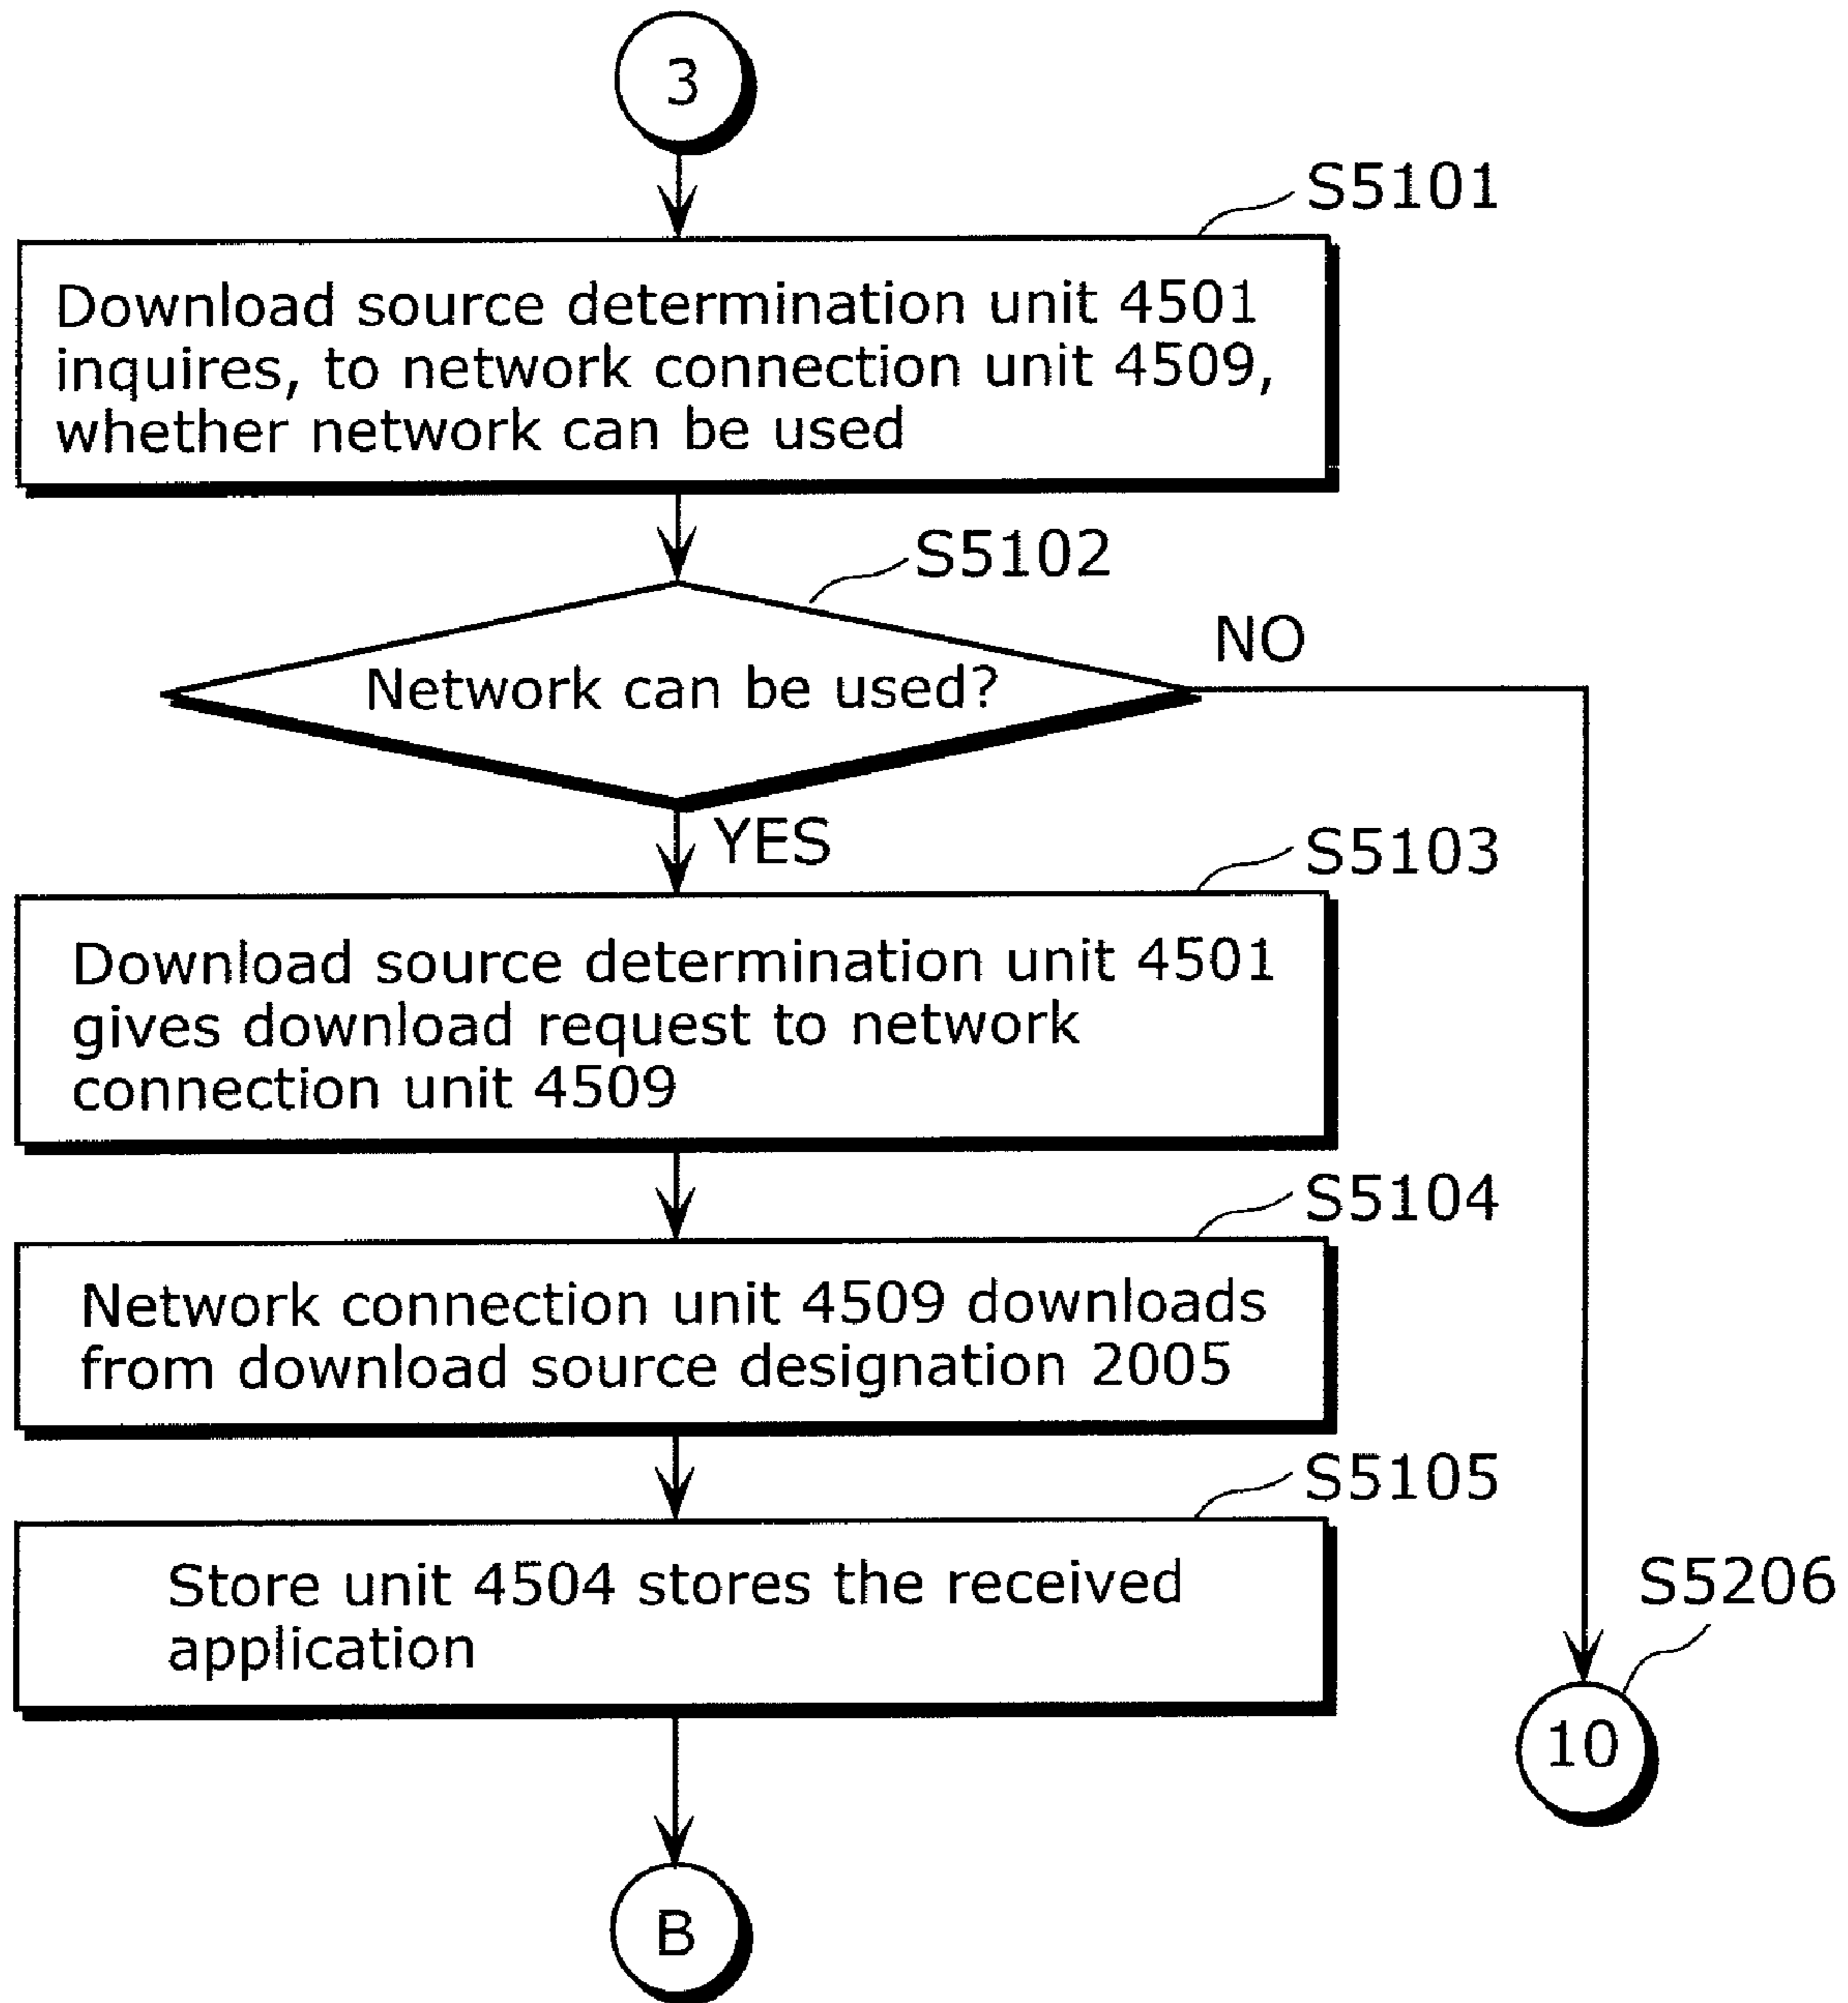 3
S5101
Download source determination unit 4501
inquires, to network connection unit 4509,
whether network can be used
S5102
Network can be used?
NO
YES
S5103
Download source determination unit 4501
gives download request to network
connection unit 4509
S5104
Network connection unit 4509 downloads
from download source designation 2005
S5105
Store unit 4504 stores the received
application
S5206
10
B